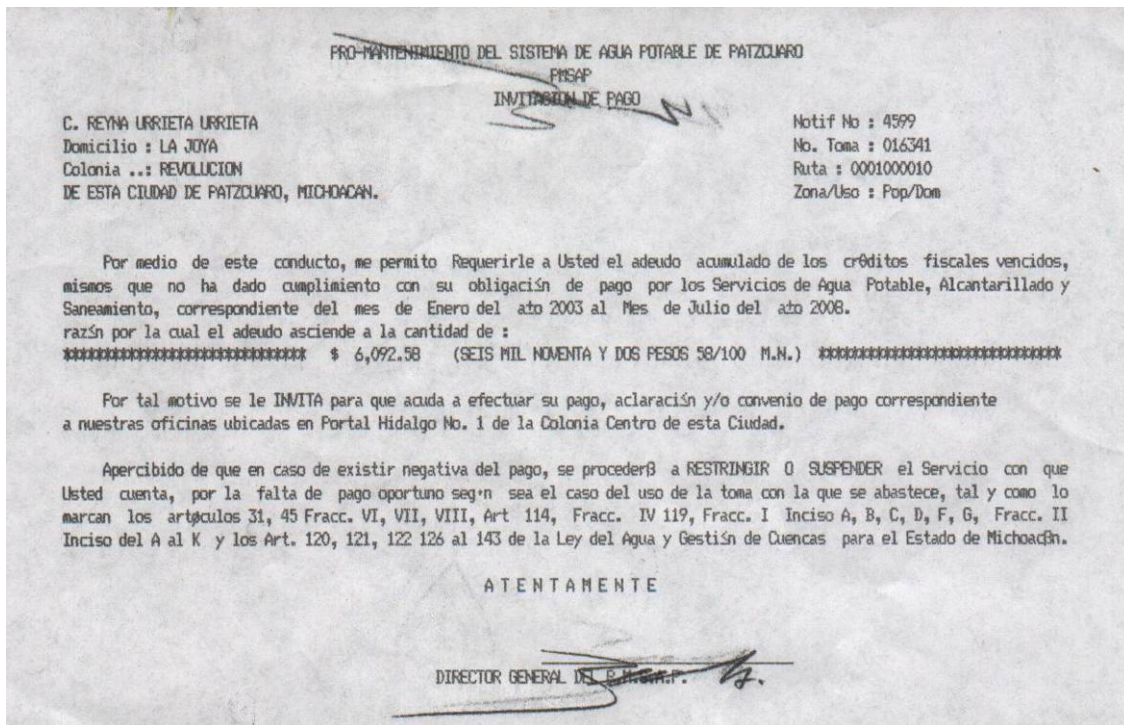 PRO-MANTENIMIENTO DEL SISTEMA DE AGUA POTABLE DE PATZCUARO
PMSAP
INVITACION DE PAGO
C. REYNA URRIETA URRIETA
Notif No : 4599
Domicilio : LA JOYA
No. Toma : 016341
Colonia ..: REVOLUCION
Ruta : 0001000010
DE ESTA CIUDAD DE PATZCUARO, MICHOACAN.
Zona/Uso : Pop/Dom
Por medio de este conducto, me permito Requerirle a Usted el adeudo acumulado de los crθditos fiscales vencidos,
mismos que no ha dado cumplimiento con su obligaciśn de pago por los Servicios de Agua Potable, Alcantarillado y
Saneamiento, correspondiente del mes de Enero del a±o 2003 al Mes de Julio del a±o 2008.
razśn por la cual el adeudo asciende a la cantidad de :
****************************** $ 6,092.58 (SEIS MIL NOVENTA Y DOS PESOS 58/100 M.N.) ******************************
Por tal motivo se le INVITA para que acuda a efectuar su pago, aclaraciśn y/o convenio de pago correspondiente
a nuestras oficinas ubicadas en Portal Hidalgo No. 1 de la Colonia Centro de esta Ciudad.
Apercibido de que en caso de existir negativa del pago, se procederβ a RESTRINGIR O SUSPENDER el Servicio con que
Usted cuenta, por la falta de pago oportuno seg·n sea el caso del uso de la toma con la que se abastece, tal y como lo
marcan los artøculos 31, 45 Fracc. VI, VII, VIII, Art 114, Fracc. IV 119, Fracc. I Inciso A, B, C, D, F, G, Fracc. II
Inciso del A al K y los Art. 120, 121, 122 126 al 143 de la Ley del Agua y Gestiśn de Cuencas para el Estado de Michoacβn.
A T E N T A M E N T E
DIRECTOR GENERAL DEL P.M.S.A.P.